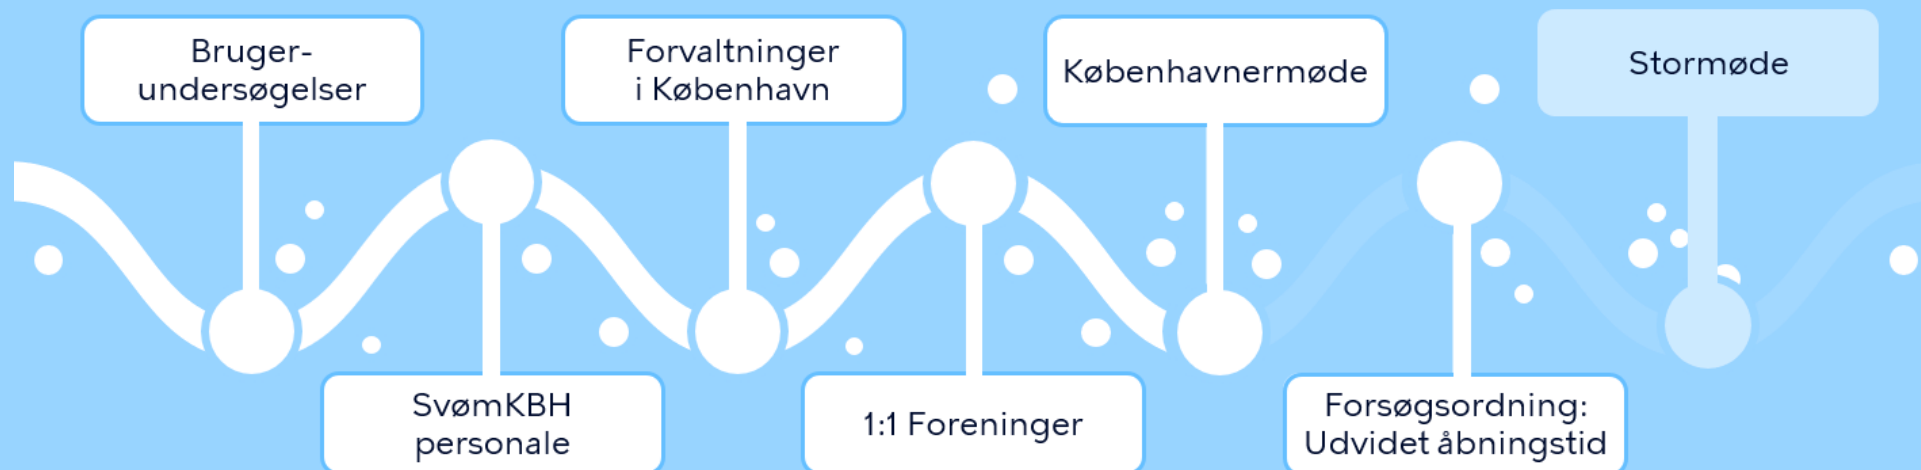 Bruger-
undersøgelser
SvømKBH
personale
Forvaltninger
i København
1:1 Foreninger
Københavnermøde
Forsøgsordning:
Udvidet åbningstid
Stormøde